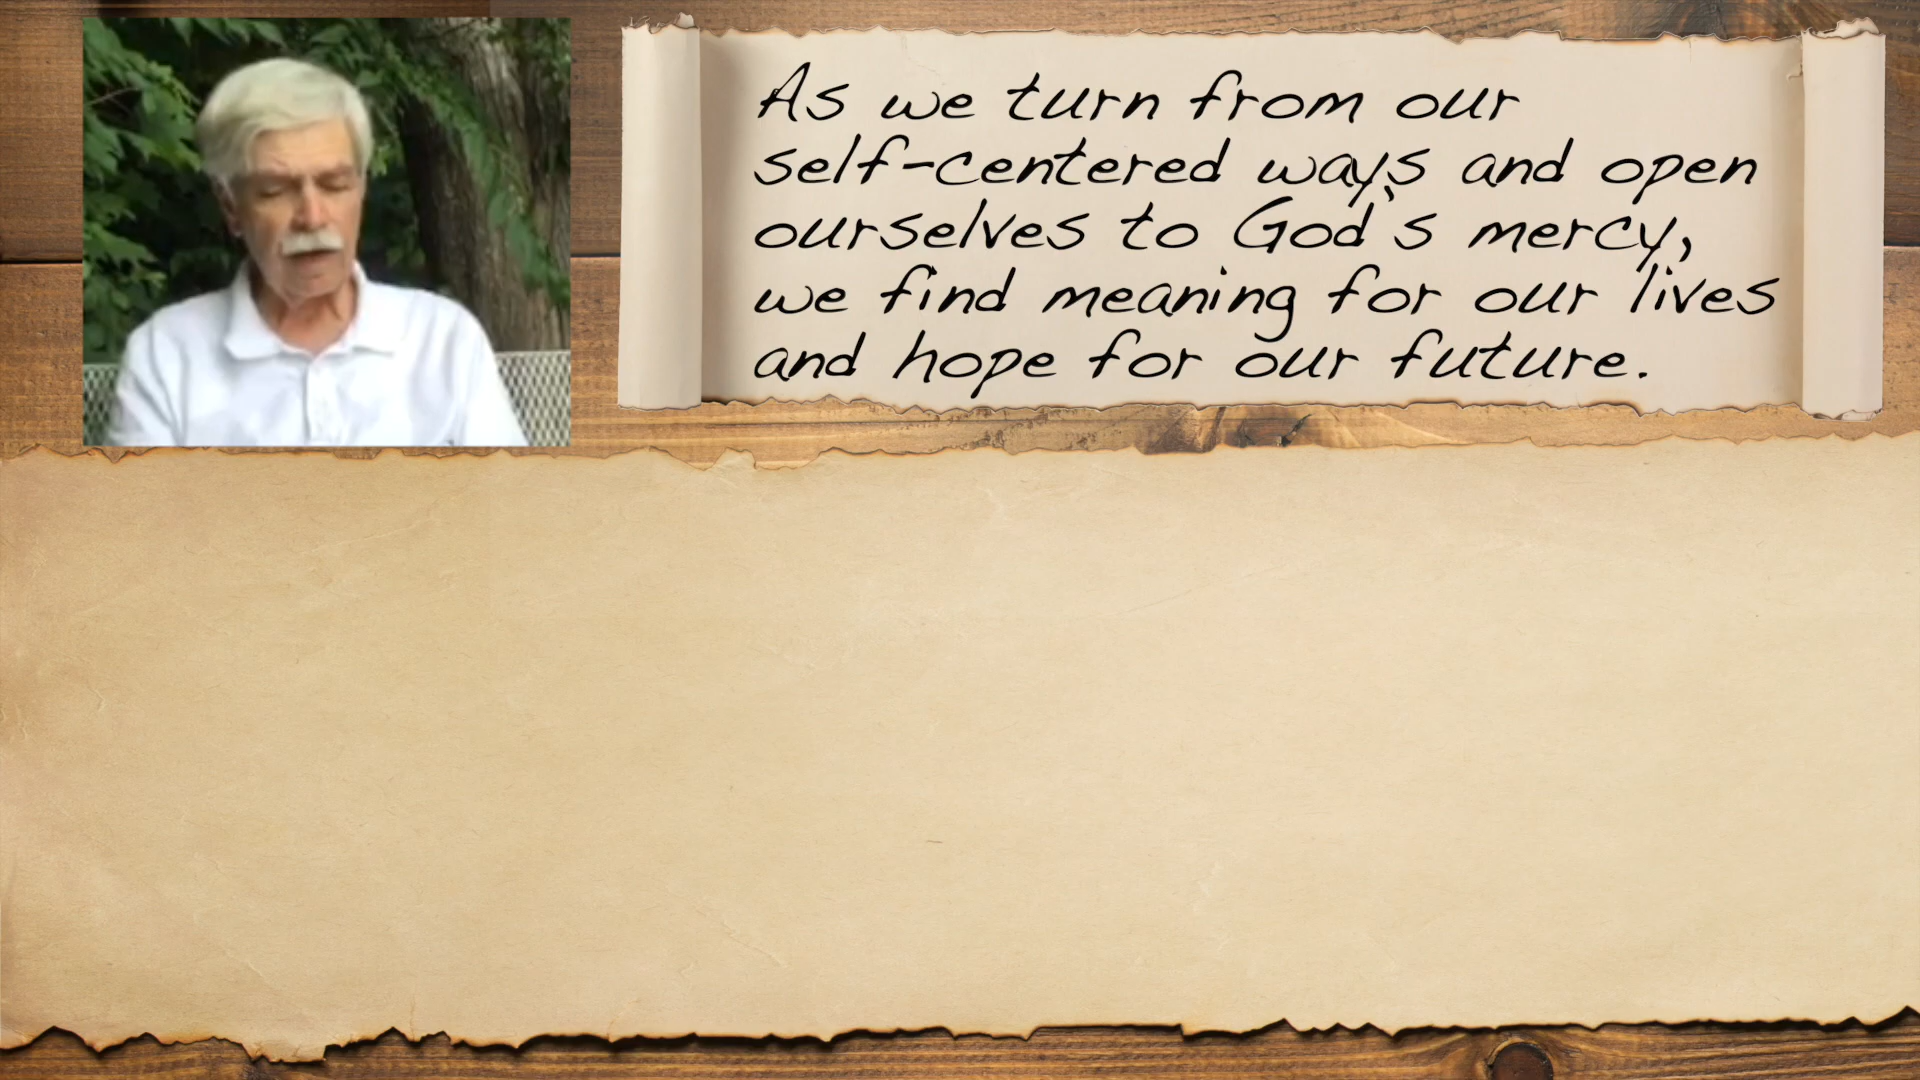 As we turn from our
self-centered ways and open
ourselves to God's mercy,
we find meaning for our lives
and hope for our future.